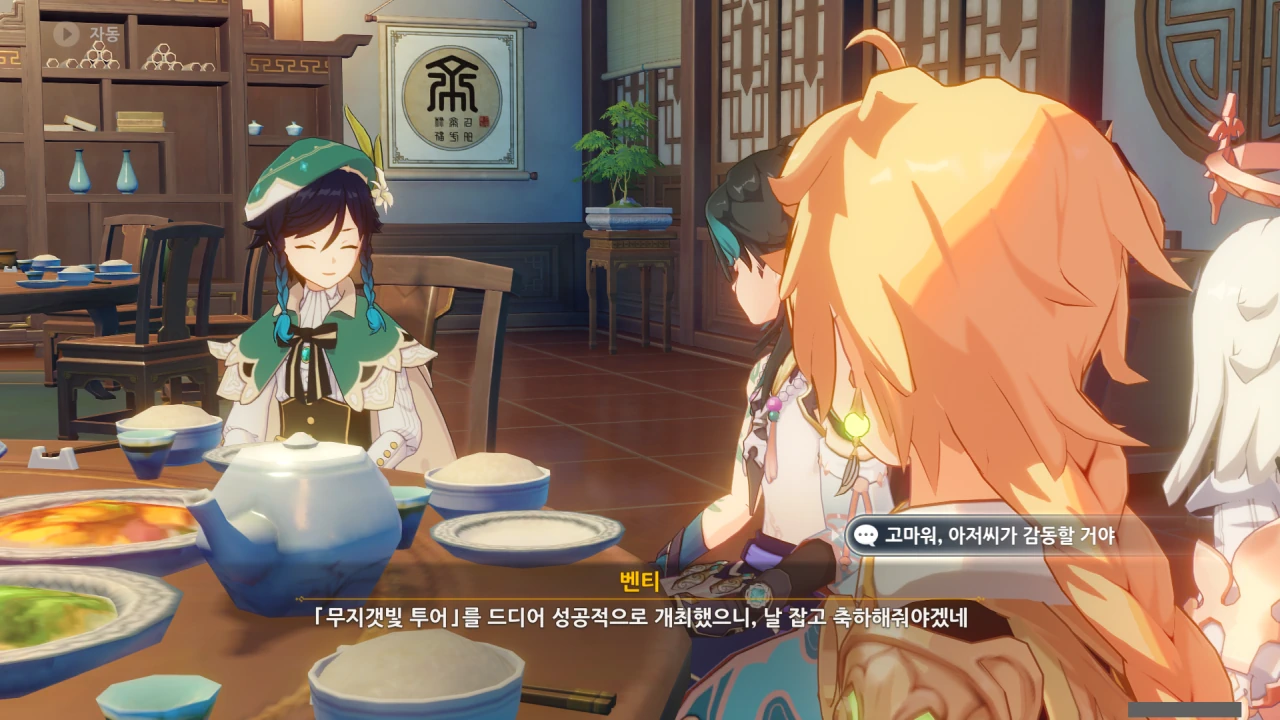 자동
고마워, 아저씨가 감동할 거야
벤티
「무지갯빛 투어」를 드디어 성공적으로 개최했으니, 날 잡고 축하해줘야겠네